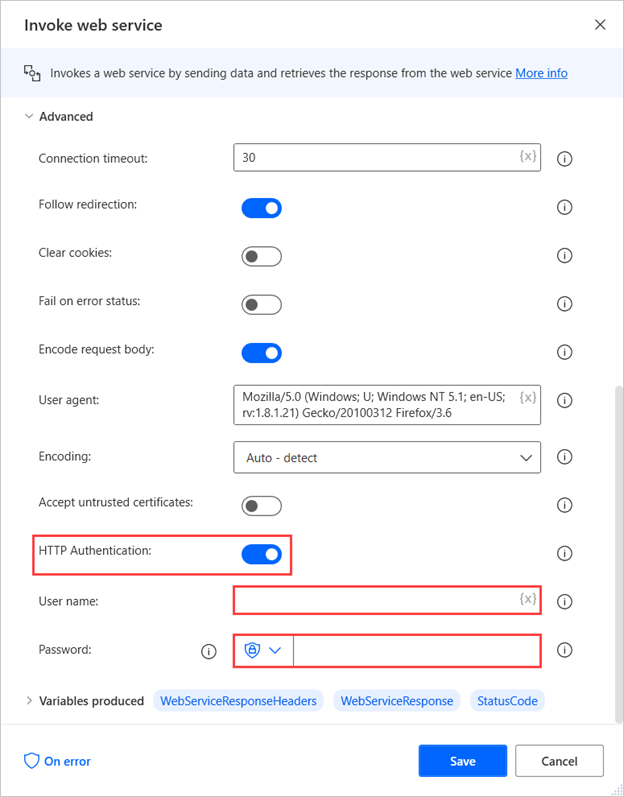 Invoke web service
Invokes a web service by sending data and retrieves the response from the web service More info
Advanced
Connection timeout:
30 {x}
Follow redirection:
Clear cookies:
Fail on error status:
Encode request body:
User agent:
Mozilla/5.0 (Windows; U; Windows NT 5.1; en-US; {x}
rv:1.8.1.21) Gecko/20100312 Firefox/3.6
Encoding:
Auto - detect
Accept untrusted certificates:
HTTP Authentication:
User name:
{x}
Password:
Variables produced WebServiceResponseHeaders WebServiceResponse StatusCode
On error
Save
Cancel